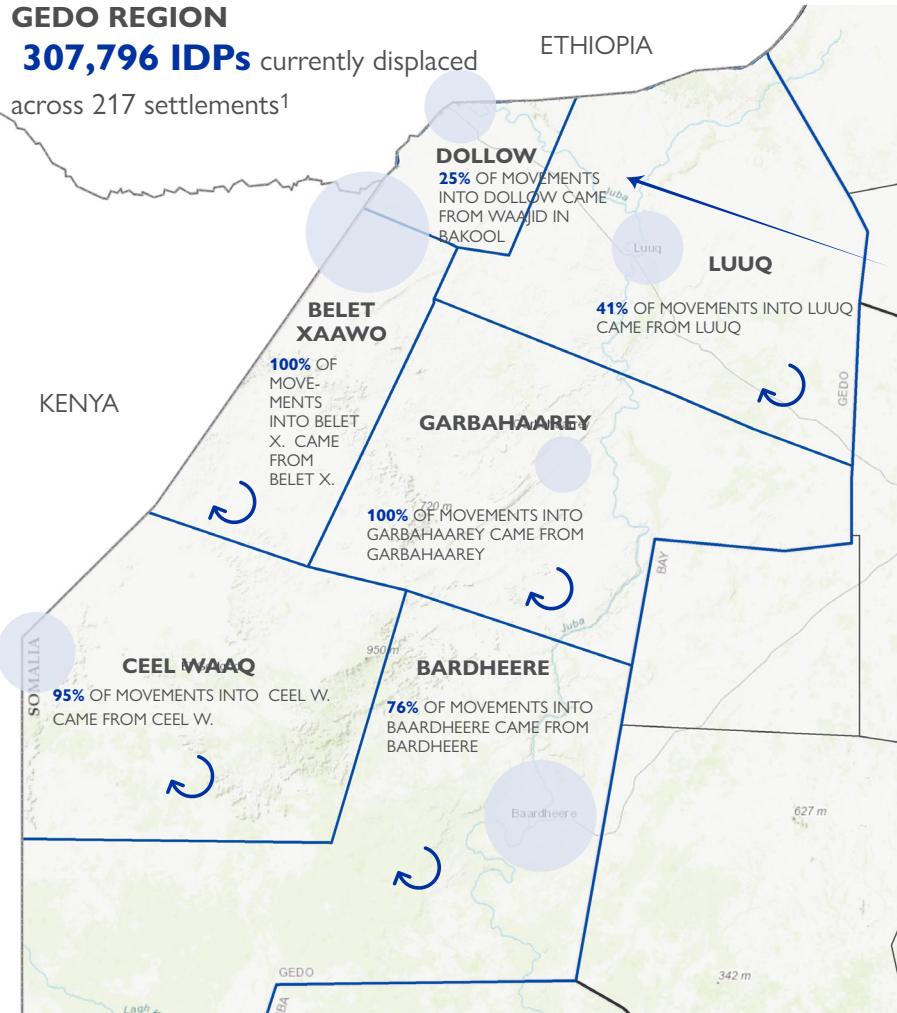 GEDO REGION
307,796 IDPs currently displaced
across 217 settlements¹
ETHIOPIA
DOLLOW
25% OF MOVEMENTS
INTO DOLLOW CAME
FROM WAAJID IN
BAKOOL
Juba
Luuq
LUUQ
41% OF MOVEMENTS INTO LUUQ
CAME FROM LUUQ
GEDO
BELET
XAAWO
100% OF
MOVE-
MENTS
INTO BELET
X. CAME
FROM
BELET X.
KENYA
GARBAHAAREY
720 m
100% OF MOVEMENTS INTO
GARBAHAAREY CAME FROM
GARBAHAAREY
BAY
Juba
950 m
SOMALIA
CEEL WAAQ
95% OF MOVEMENTS INTO CEEL W.
CAME FROM CEEL W.
BARDHEERE
76% OF MOVEMENTS INTO
BAARDHEERE CAME FROM
BARDHEERE
Baardheere
627 m
GEDO
342 m
Lagh